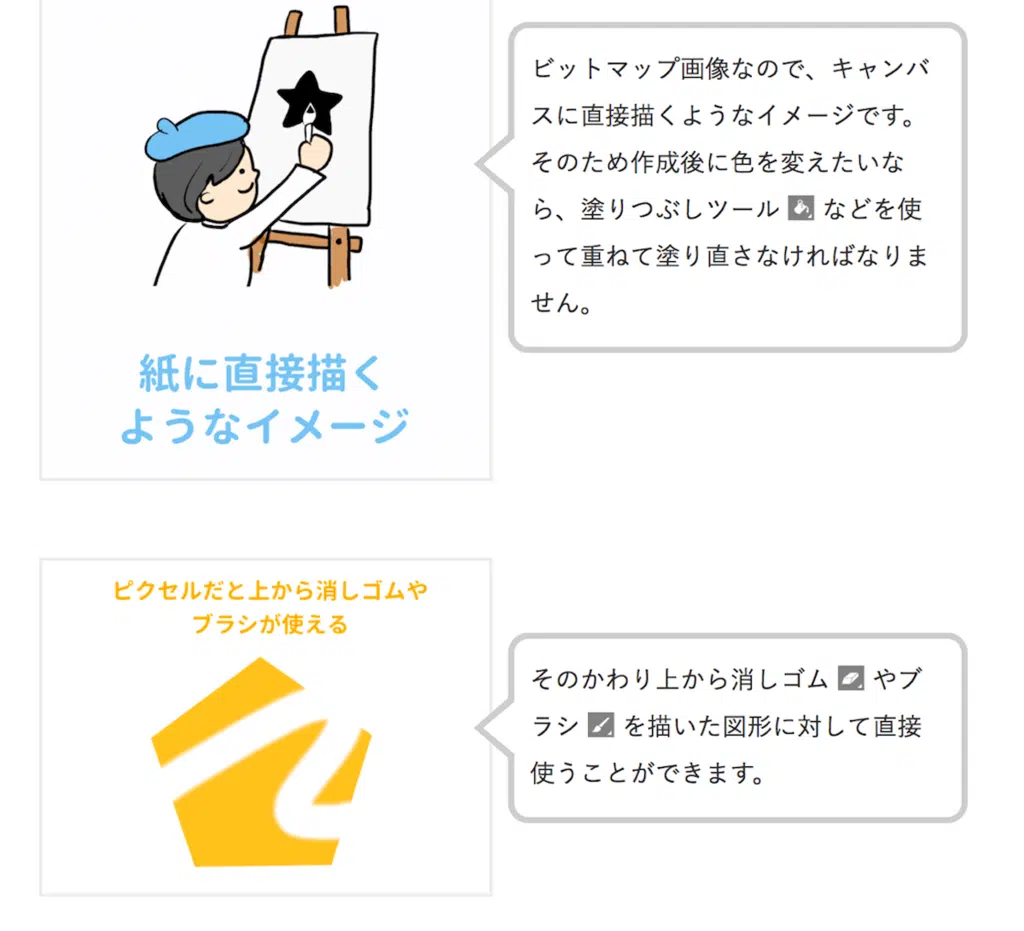 ビットマップ画像なので、キャンバ
スに直接描くようなイメージです。
そのため作成後に色を変えたいな
ら、塗りつぶしツール などを使
って重ねて塗り直さなければなりま
せん。
紙に直接描く
ようなイメージ
ピクセルだと上から消しゴムや
ブラシが使える
そのかわり上から消しゴム やブ
ラシ を描いた図形に対して直接
使うことができます。